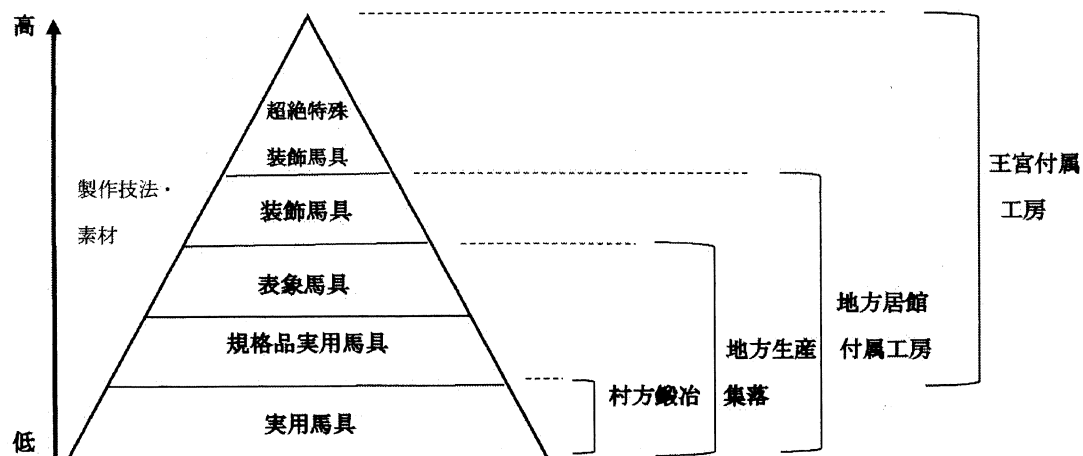 高
超絶特殊
装飾馬具
製作技法・
素材
装飾馬具
表象馬具
規格品実用馬具
実用馬具
低
村方鍛冶
地方生産
集落
地方居館
付属工房
王宮付属
工房